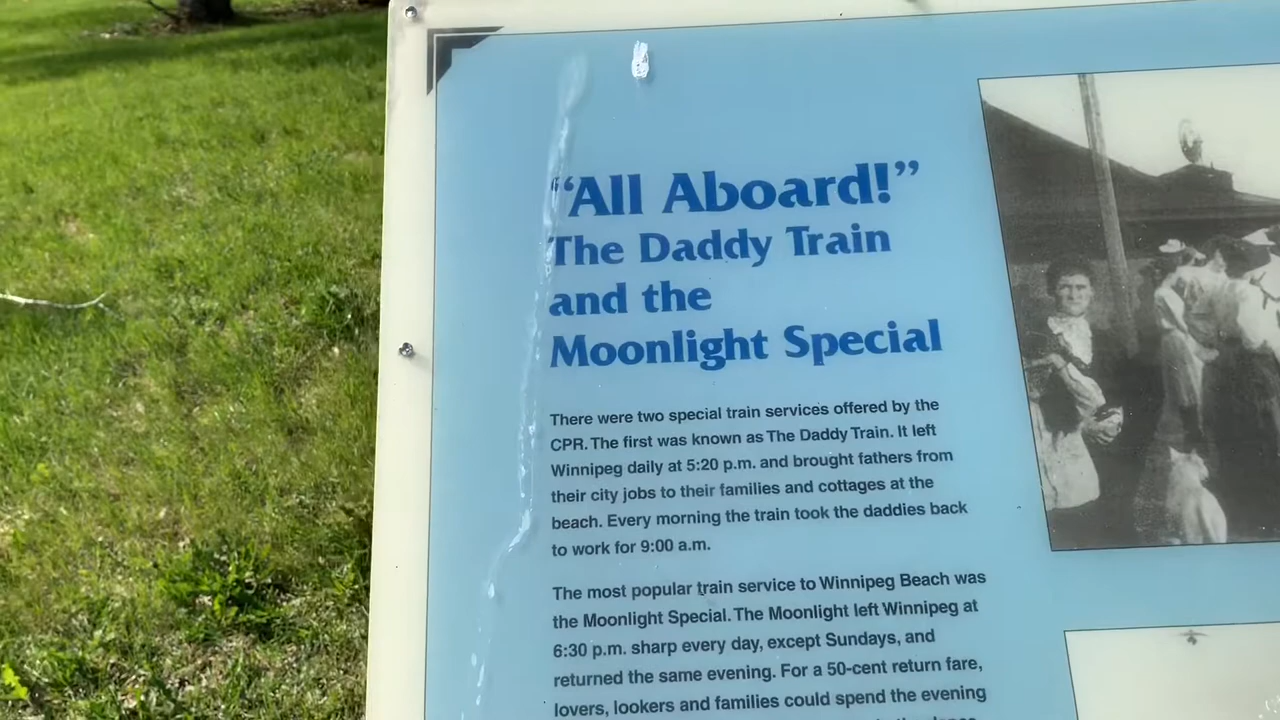 “All Aboard!”
The Daddy Train
and the
Moonlight Special
There were two special train services offered by the
CPR. The first was known as The Daddy Train. It left
Winnipeg daily at 5:20 p.m. and brought fathers from
their city jobs to their families and cottages at the
beach. Every morning the train took the daddies back
to work for 9:00 a.m.
The most popular train service to Winnipeg Beach was
the Moonlight Special. The Moonlight left Winnipeg at
6:30 p.m. sharp every day, except Sundays, and
returned the same evening. For a 50-cent return fare,
lovers, lookers and families could spend the evening